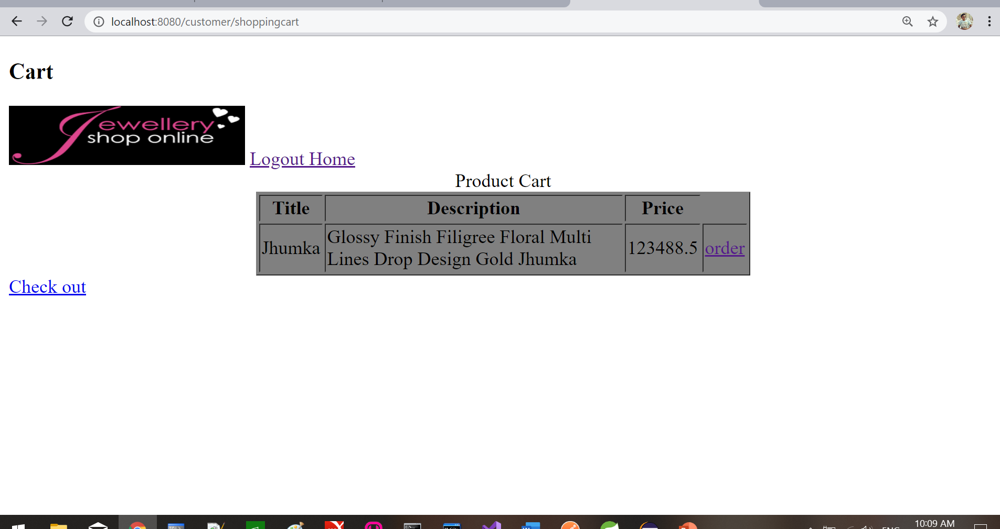 localhost:8080/customer/shoppingcart
Cart
Jewellery
shop online
Logout Home
Product Cart
Title Description Price
Jhumka Glossy Finish Filigree Floral Multi
Lines Drop Design Gold Jhumka 123488.5 order
Check out
10:09 AM